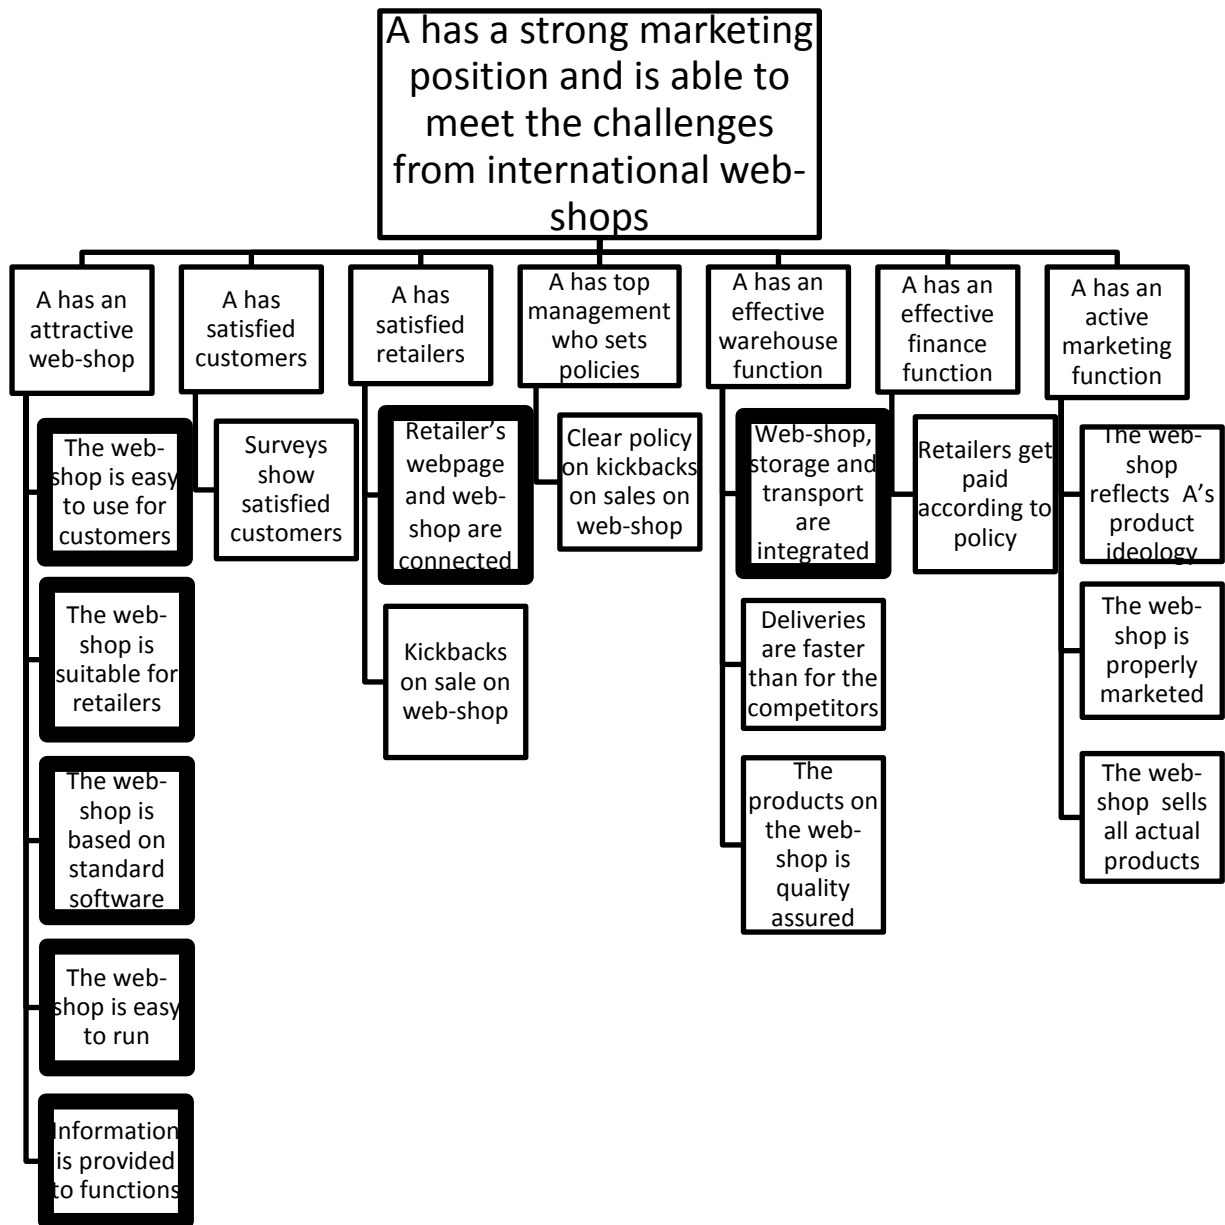 A has a strong marketing
position and is able to
meet the challenges
from international web-
shops
A has an
attractive
web-shop
A has
satisfied
customers
A has
satisfied
retailers
A has top
management
who sets
policies
A has an
effective
warehouse
function
A has an
effective
finance
function
A has an
active
marketing
function
The web-
shop is easy
to use for
customers
The web-
shop is
suitable for
retailers
The web-
shop is
based on
standard
software
The web-
shop is easy
to run
Information
is provided
to functions
Surveys
show
satisfied
customers
Retailer’s
webpage
and web-
shop are
connected
Kickbacks
on sale on
web-shop
Clear policy
on kickbacks
on sales on
web-shop
Web-shop,
storage and
transport
are
integrated
Deliveries
are faster
than for the
competitors
The
products on
the web-
shop is
quality
assured
Retailers get
paid
according to
policy
The web-
shop
reflects A’s
product
ideology
The web-
shop is
properly
marketed
The web-
shop sells
all actual
products